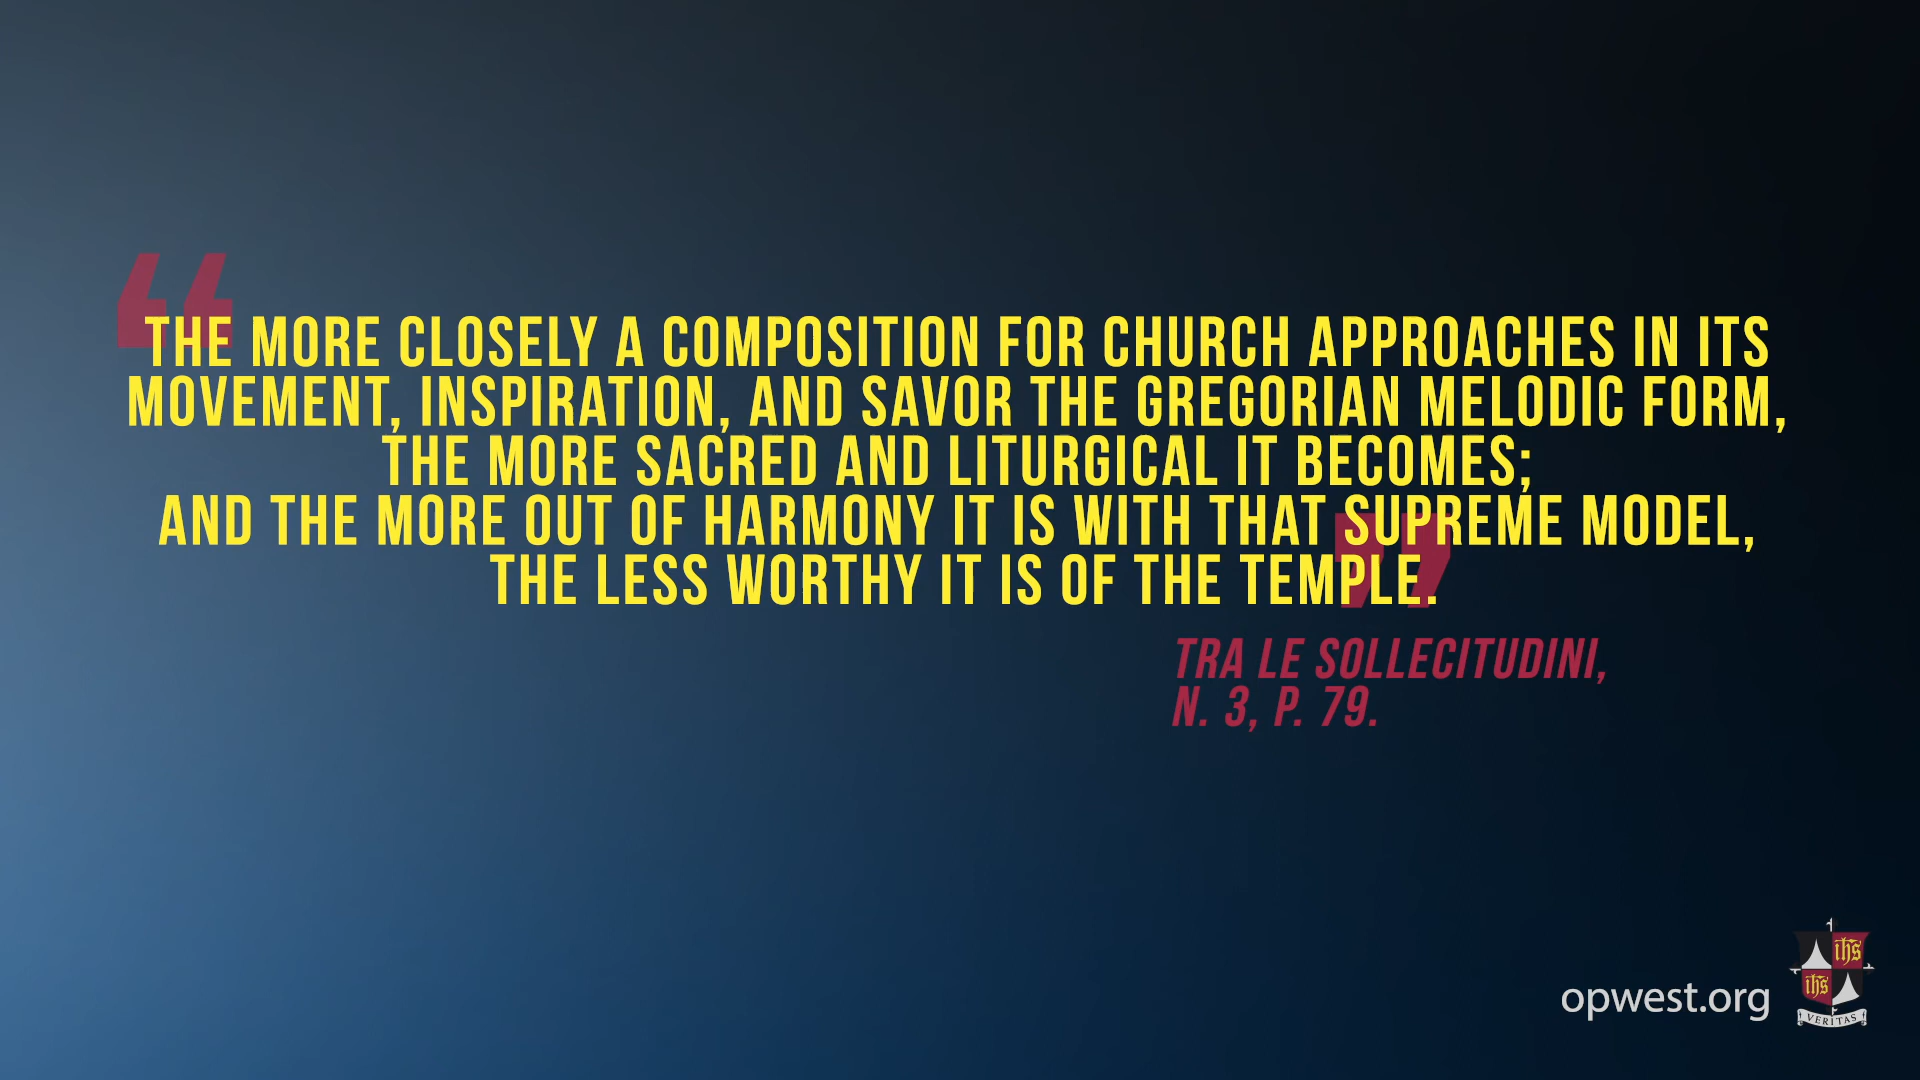 “
THE MORE CLOSELY A COMPOSITION FOR CHURCH APPROACHES IN ITS
MOVEMENT, INSPIRATION, AND SAVOR THE GREGORIAN MELODIC FORM,
THE MORE SACRED AND LITURGICAL IT BECOMES;
AND THE MORE OUT OF HARMONY IT IS WITH THAT SUPREME MODEL,
THE LESS WORTHY IT IS OF THE TEMPLE.
”
TRA LE SOLLECITUDINI,
N. 3, P. 79.
opwest.org
ihs
ihs
VERITAS